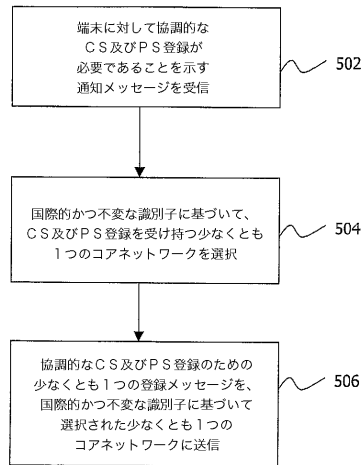 端末に対して協調的な
ＣＳ及びＰＳ登録が
必要であることを示す
通知メッセージを受信
502
国際的かつ不変な識別子に基づいて、
ＣＳ及びＰＳ登録を受け持つ少なくとも
１つのコアネットワークを選択
504
協調的なＣＳ及びＰＳ登録のための
少なくとも１つの登録メッセージを、
国際的かつ不変な識別子に基づいて
選択された少なくとも１つの
コアネットワークに送信
506